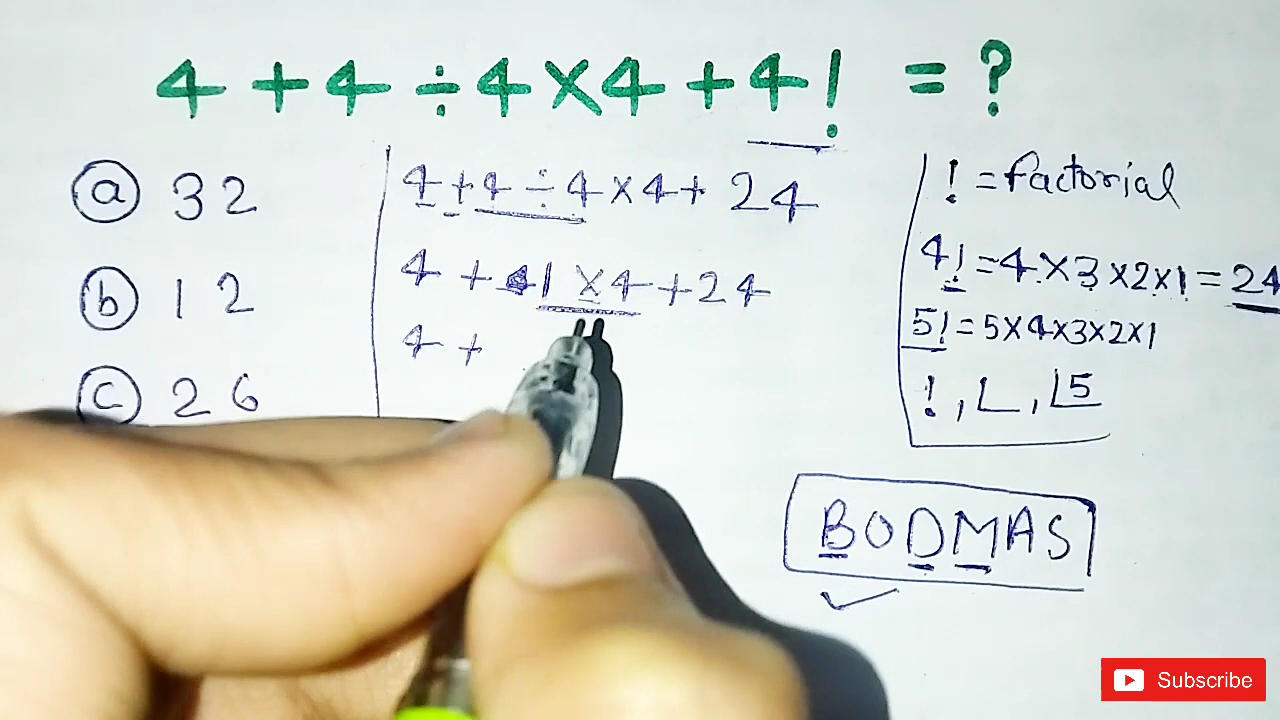 4 + 4 ÷ 4 × 4 + 4! = ?
ⓐ 32
ⓑ 12
ⓒ 26
4 + 4 ÷ 4 × 4 + 24
4 + 1 × 4 + 24
4 +
! = factorial
4! = 4 × 3 × 2 × 1 = 24
5! = 5 × 4 × 3 × 2 × 1
!, ∟, ∟5
BODMAS
Subscribe